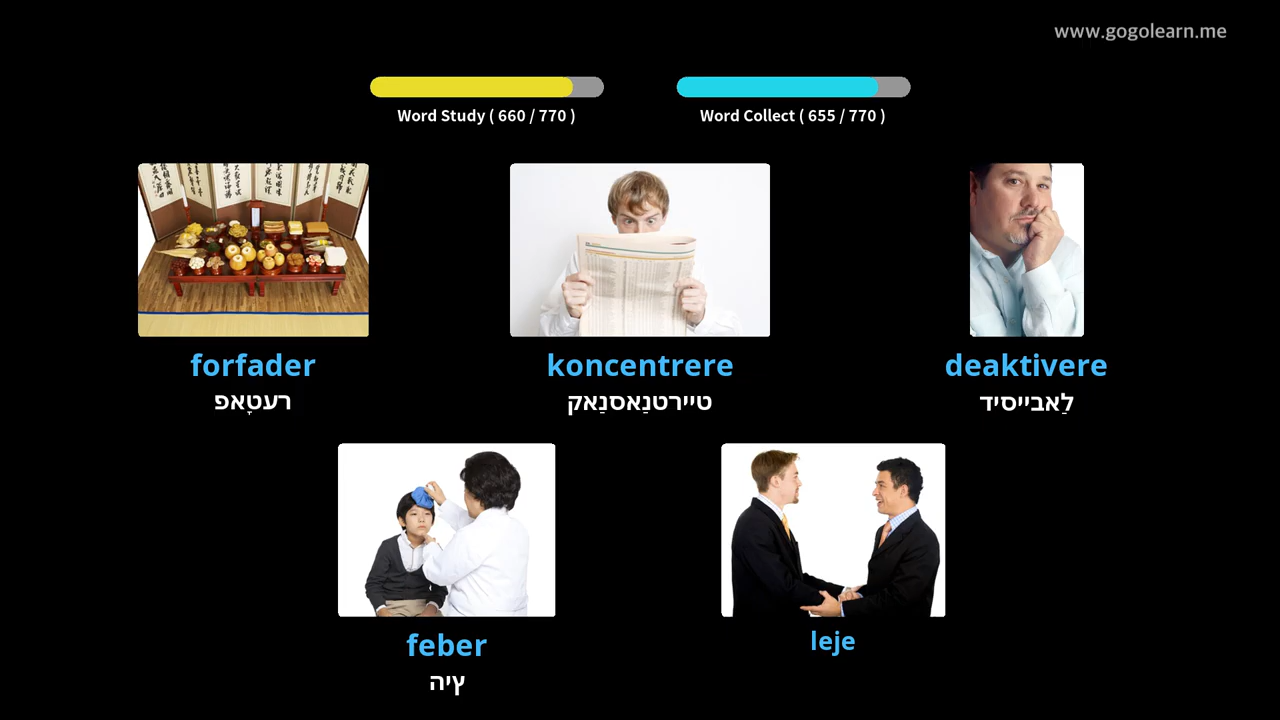 www.gogolearn.me
Word Study ( 660 / 770 )
Word Collect ( 655 / 770 )
forfader
רעטָאפ
koncentrere
טיירטנַאסנַאק
deaktivere
לַאבייסיד
feber
ץיה
leje